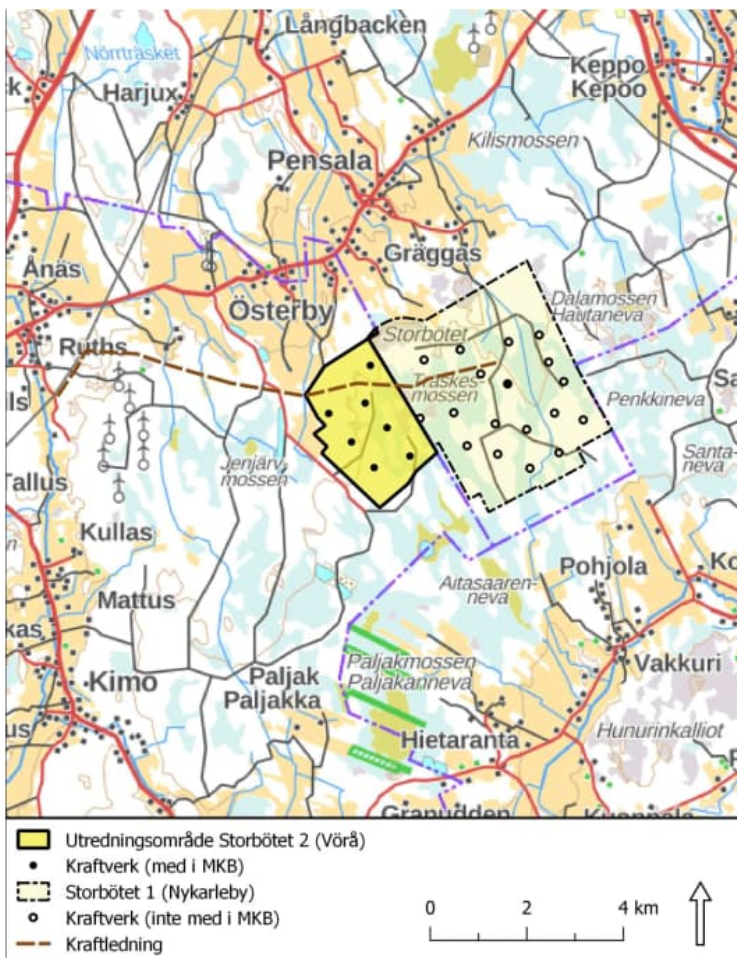 Långbacken
Nörrträsket
Keppo
Kepoo
Harjux
Kilismossen
Pensala
Gräggas
Ånäs
Österby
Dalamossen
Hautaneva
Storbötet
Ruths
Träskes-
mossen
Penkkineva
Jenjärv-
mossen
Santa-
neva
Tallus
Kullas
Pohjola
Aitasaaren-
neva
Mattus
Paljakmossen
Paljakanneva
Vakkuri
Paljak
Paljakka
Kimo
Hietaranta
Hunurinkalliot
Utredningsområde Storbötet 2 (Vörå)
Kraftverk (med i MKB)
Storbötet 1 (Nykarleby)
Kraftverk (inte med i MKB)
Kraftledning
0 2 4 km